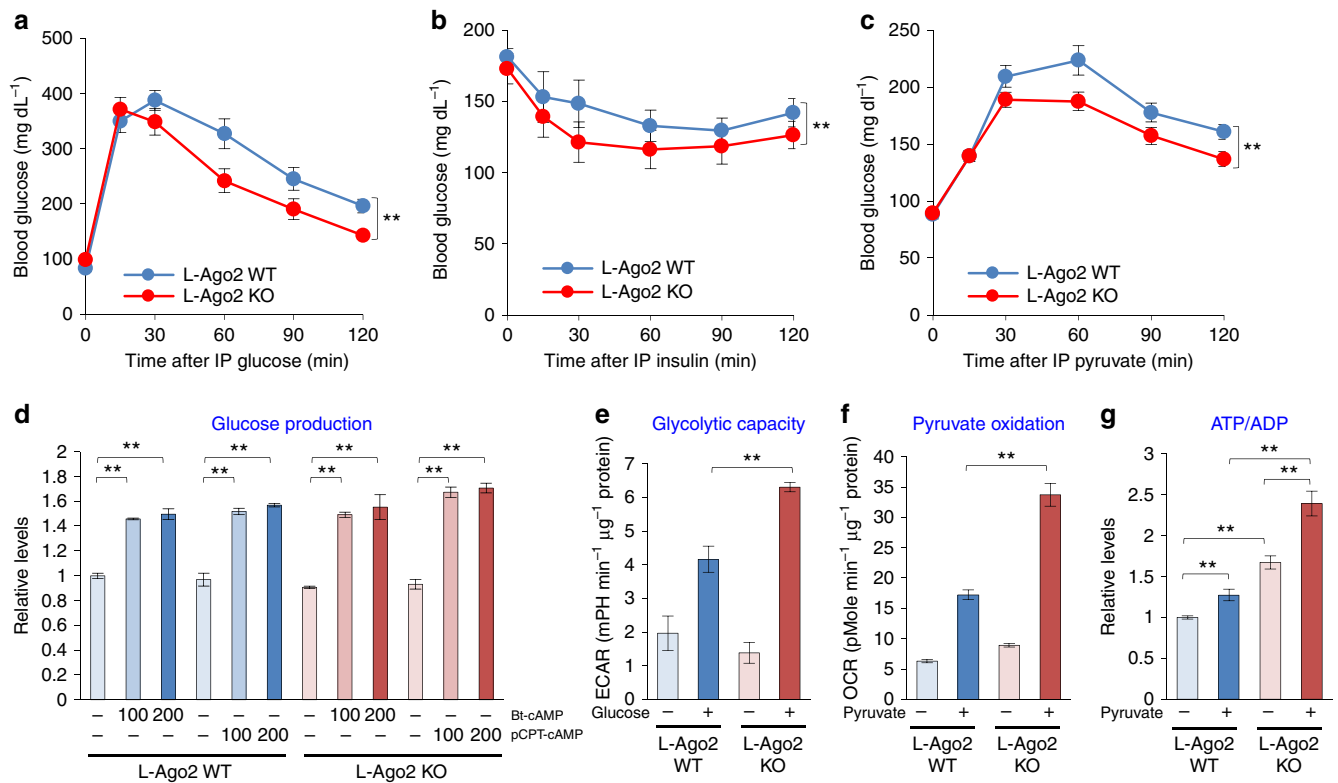 a
Blood glucose (mg dL⁻¹)
500
400
300
200
100
0
**
L-Ago2 WT
L-Ago2 KO
0 30 60 90 120
Time after IP glucose (min)
b
Blood glucose (mg dL⁻¹)
200
150
100
50
0
**
L-Ago2 WT
L-Ago2 KO
0 30 60 90 120
Time after IP insulin (min)
c
Blood glucose (mg dl⁻¹)
250
200
150
100
50
0
**
L-Ago2 WT
L-Ago2 KO
0 30 60 90 120
Time after IP pyruvate (min)
d
Glucose production
Relative levels
2
1.8
1.6
1.4
1.2
1
0.8
0.6
0.4
0.2
0
** ** ** **
** ** ** **
– – – –
100 200 100 200 Bt-cAMP
100 200 100 200 pCPT-cAMP
L-Ago2 WT L-Ago2 KO
e
Glycolytic capacity
ECAR (mPH min⁻¹ µg⁻¹ protein)
7
6
5
4
3
2
1
0
**
Glucose – + – +
L-Ago2 L-Ago2
WT KO
f
Pyruvate oxidation
OCR (pMole min⁻¹ µg⁻¹ protein)
40
35
30
25
20
15
10
5
0
**
Pyruvate – + – +
L-Ago2 L-Ago2
WT KO
g
ATP/ADP
Relative levels
3
2.5
2
1.5
1
0.5
0
**
**
**
**
Pyruvate – + – +
L-Ago2 L-Ago2
WT KO